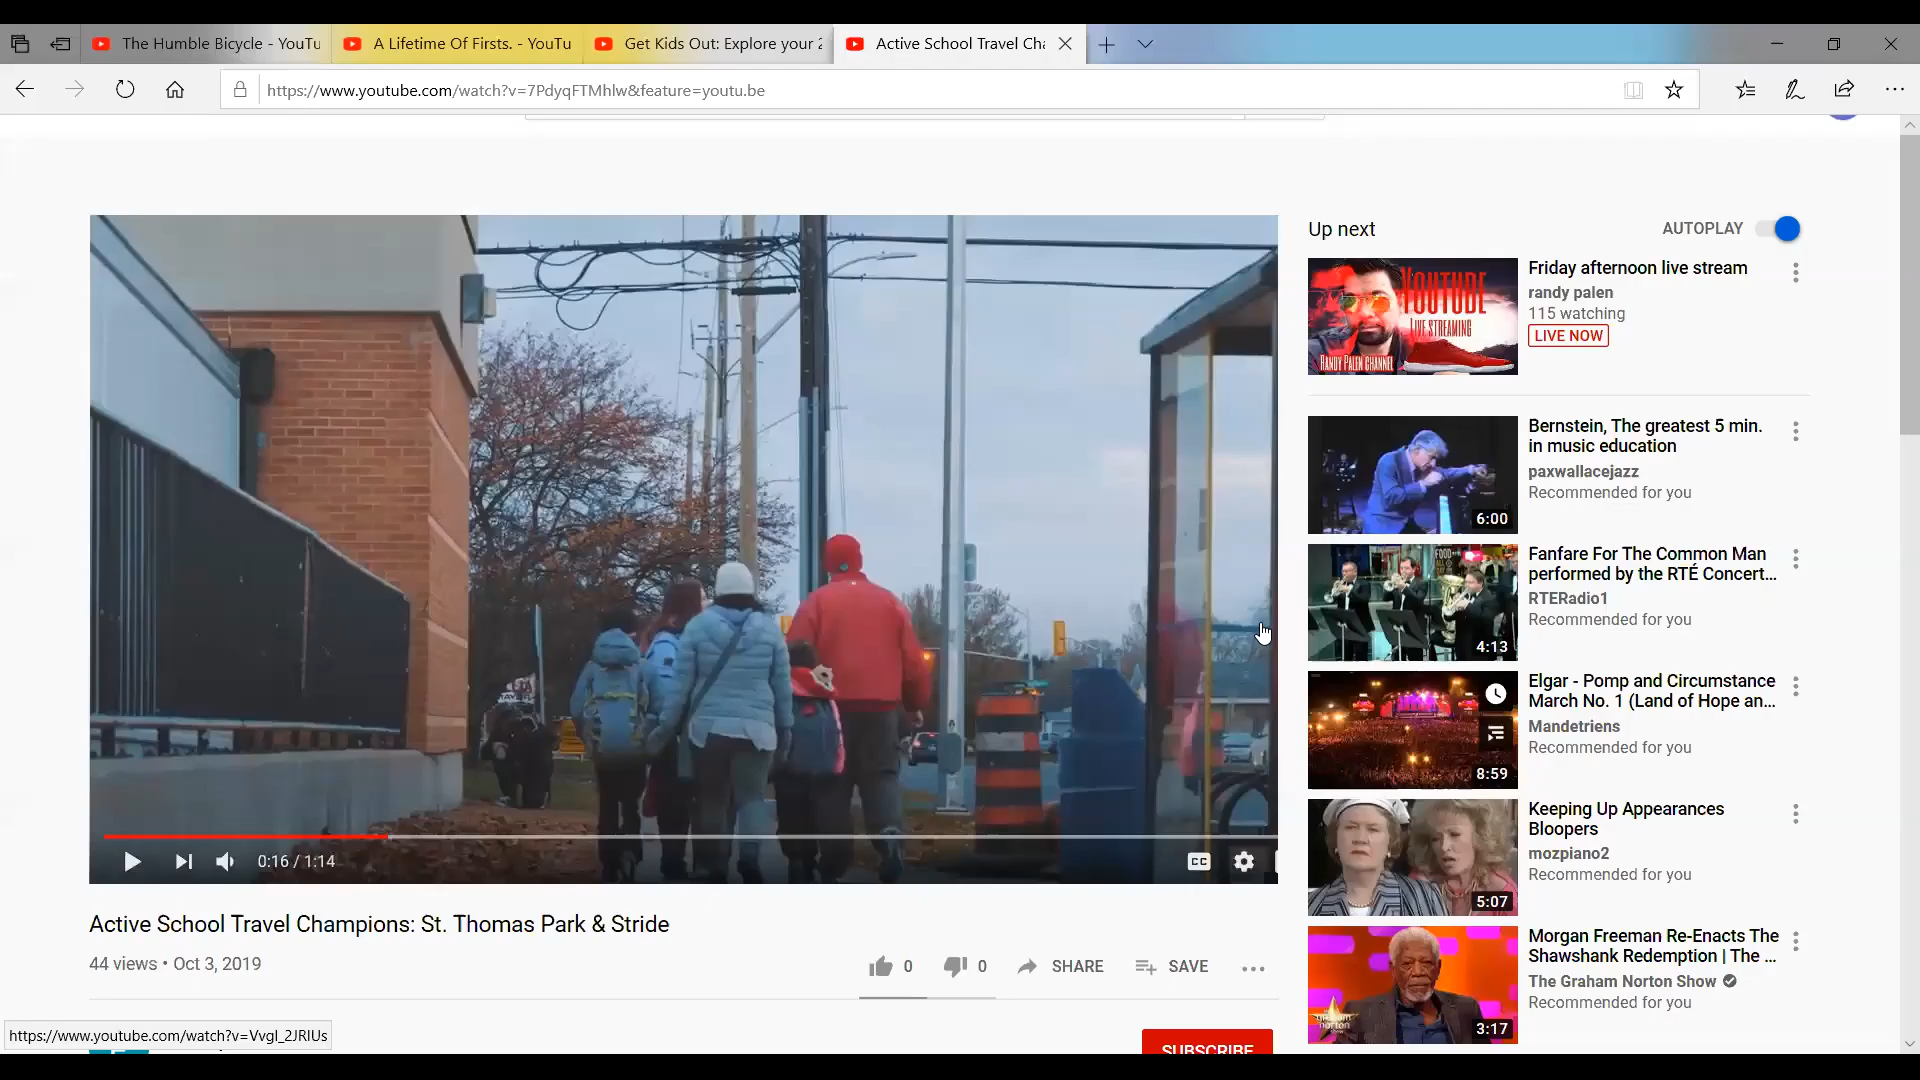 The Humble Bicycle - YouTu
A Lifetime Of Firsts. - YouTu
Get Kids Out: Explore your 2
Active School Travel Cha
https://www.youtube.com/watch?v=7PdyqFTMhlw&feature=youtu.be
Up next
AUTOPLAY
YOUTUBE
LIVE STREAMING
RANDY PALEN CHANNEL
Friday afternoon live stream
randy palen
115 watching
LIVE NOW
6:00
Bernstein, The greatest 5 min.
in music education
paxwallacejazz
Recommended for you
FOOD
4:13
Fanfare For The Common Man
performed by the RTÉ Concert...
RTERadio1
Recommended for you
8:59
Elgar - Pomp and Circumstance
March No. 1 (Land of Hope an...
Mandetriens
Recommended for you
5:07
Keeping Up Appearances
Bloopers
mozpiano2
Recommended for you
3:17
Morgan Freeman Re-Enacts The
Shawshank Redemption | The ...
The Graham Norton Show
Recommended for you
0:16 / 1:14
CC
Active School Travel Champions: St. Thomas Park & Stride
44 views • Oct 3, 2019
0
0
SHARE
SAVE
SUBSCRIBE
https://www.youtube.com/watch?v=VvgI_2JRIUs